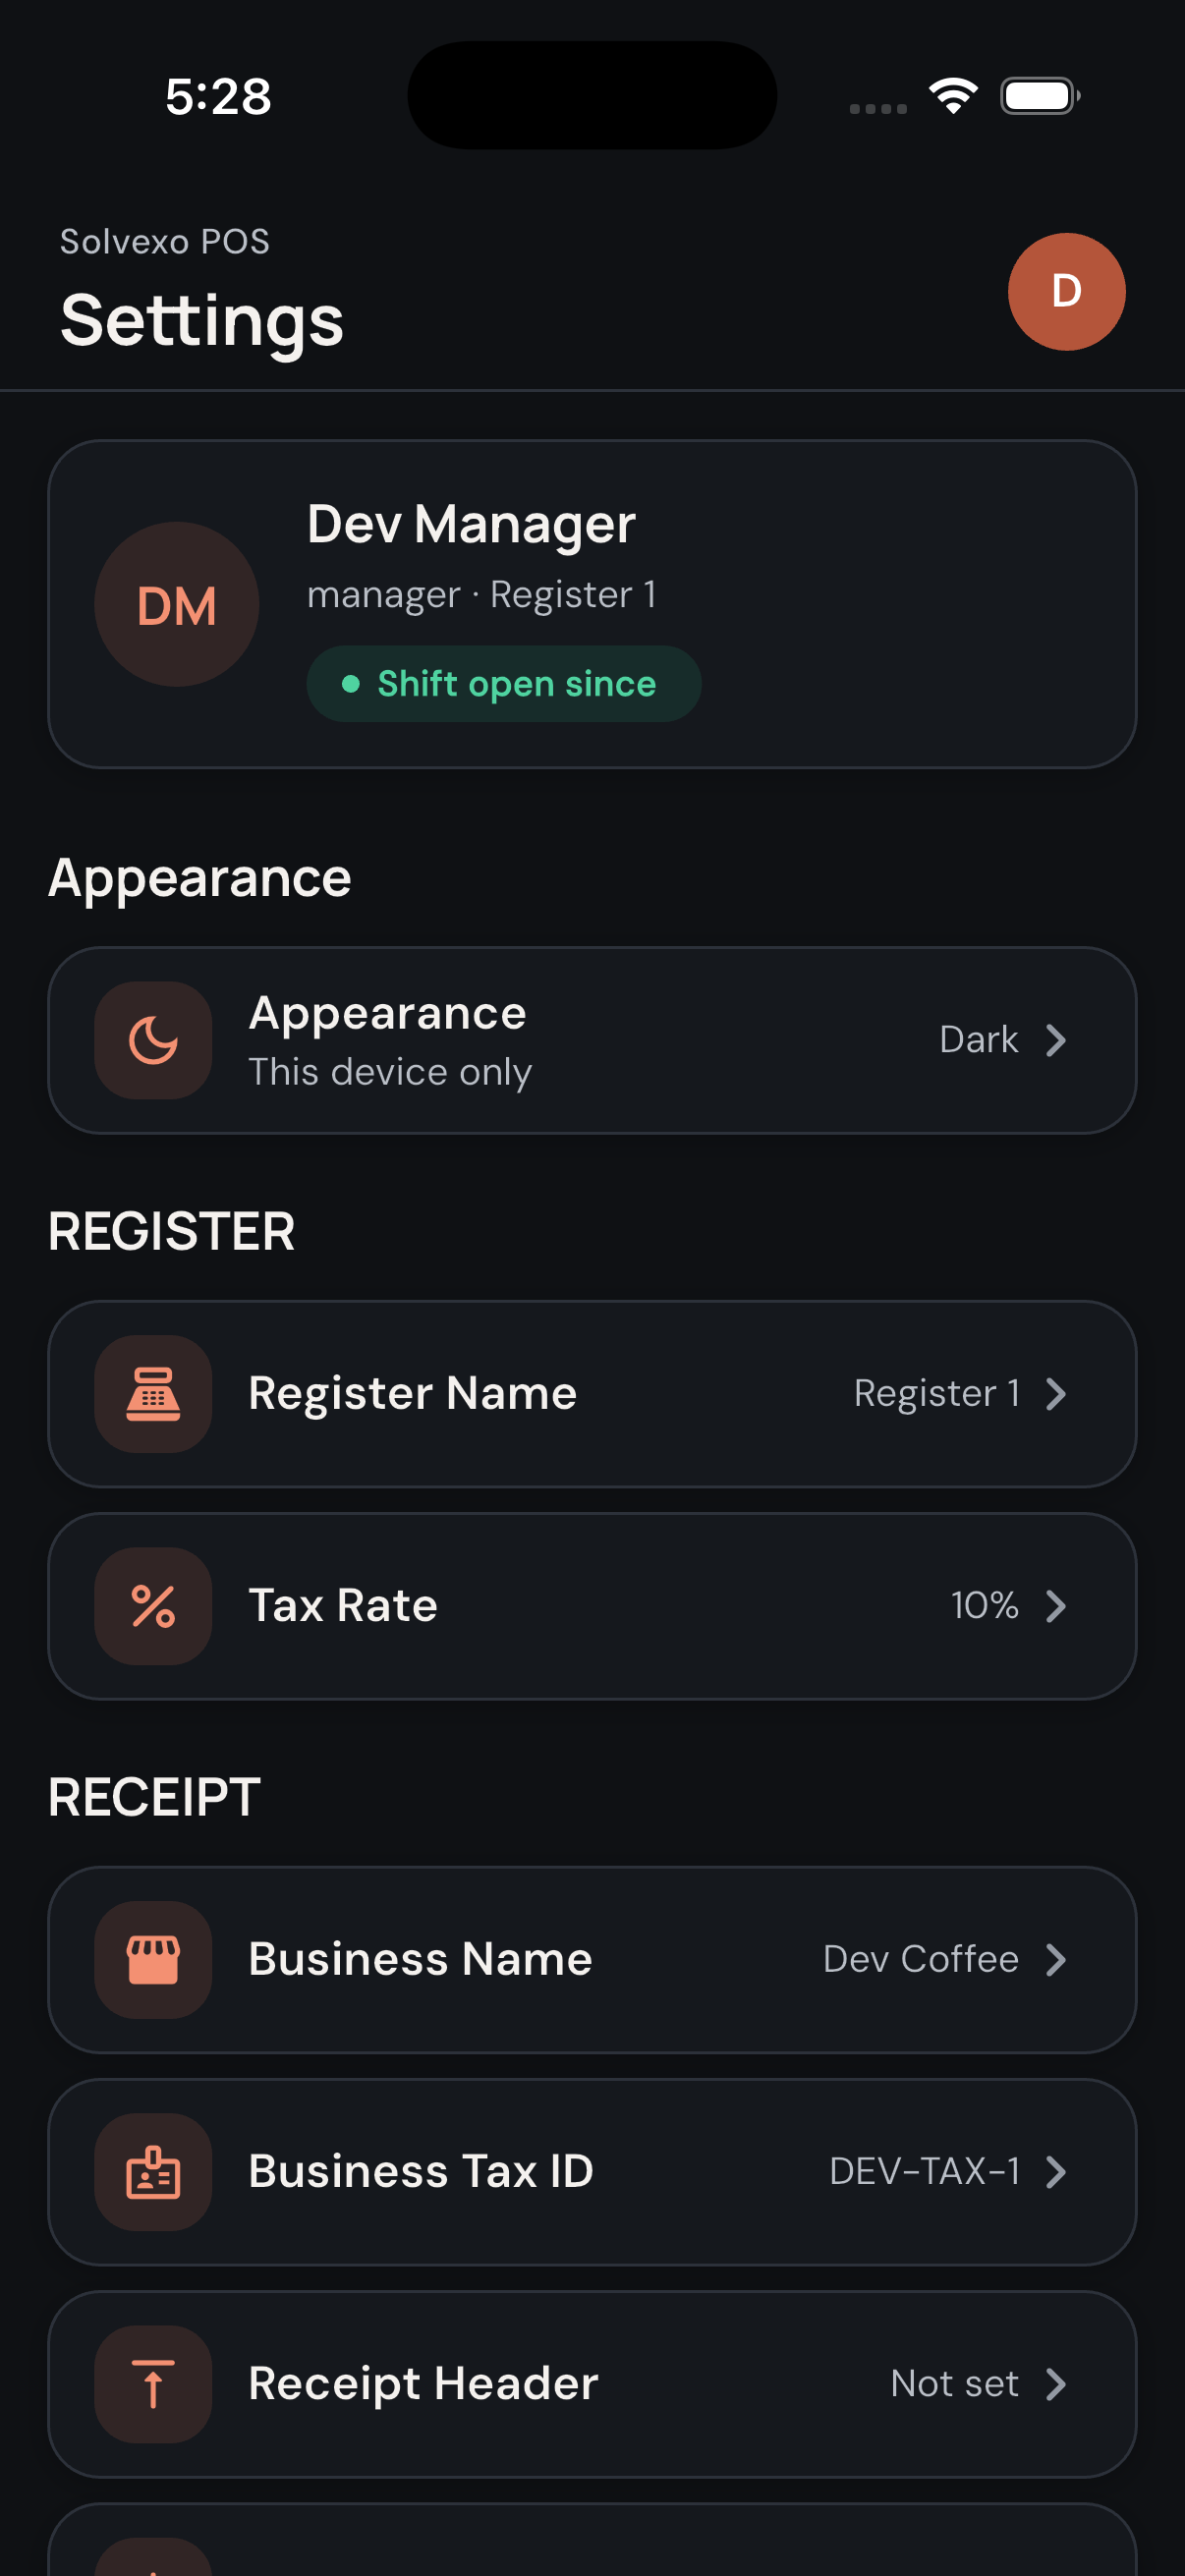 5:28
Solvexo POS
Settings
D
DM
Dev Manager
manager · Register 1
Shift open since
Appearance
Appearance
This device only
Dark
REGISTER
Register Name
Register 1
Tax Rate
10%
RECEIPT
Business Name
Dev Coffee
Business Tax ID
DEV-TAX-1
Receipt Header
Not set